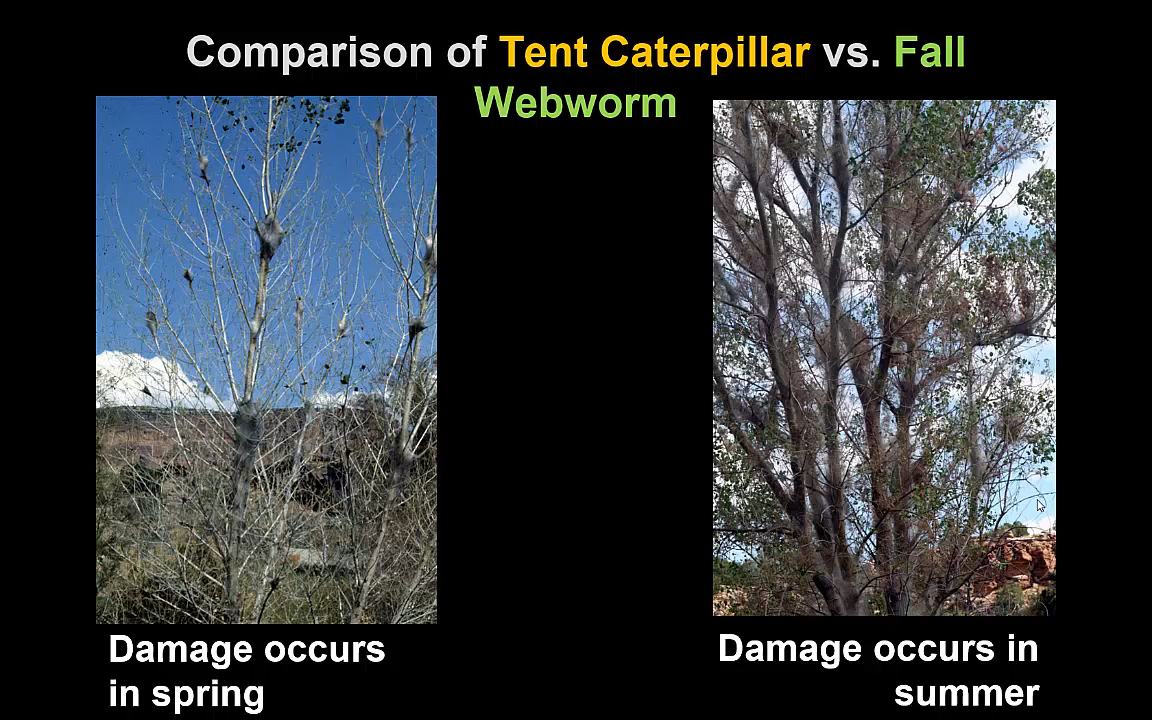 Comparison of Tent Caterpillar vs. Fall
Webworm
Damage occurs
in spring
Damage occurs in
summer